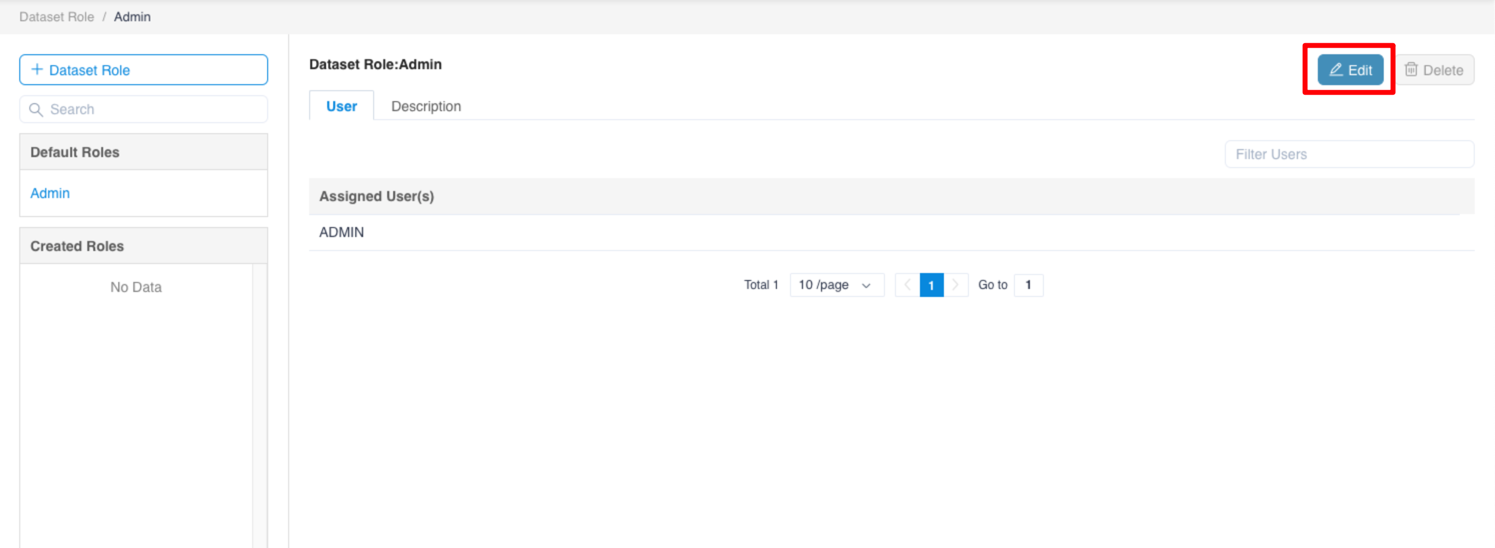 Dataset Role / Admin
+ Dataset Role
Search
Default Roles
Admin
Created Roles
No Data
Dataset Role:Admin
Edit
Delete
User
Description
Filter Users
Assigned User(s)
ADMIN
Total 1 10 /page < 1 > Go to 1